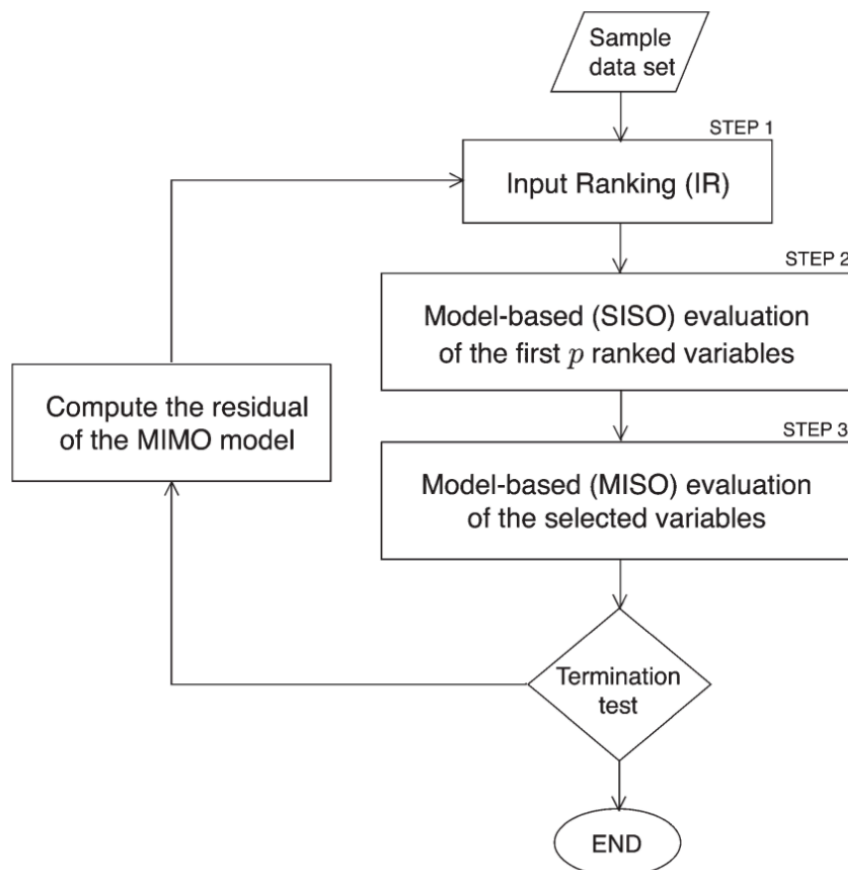 Sample
data set
STEP 1
Input Ranking (IR)
STEP 2
Model-based (SISO) evaluation
of the first p ranked variables
Compute the residual
of the MIMO model
STEP 3
Model-based (MISO) evaluation
of the selected variables
Termination
test
END